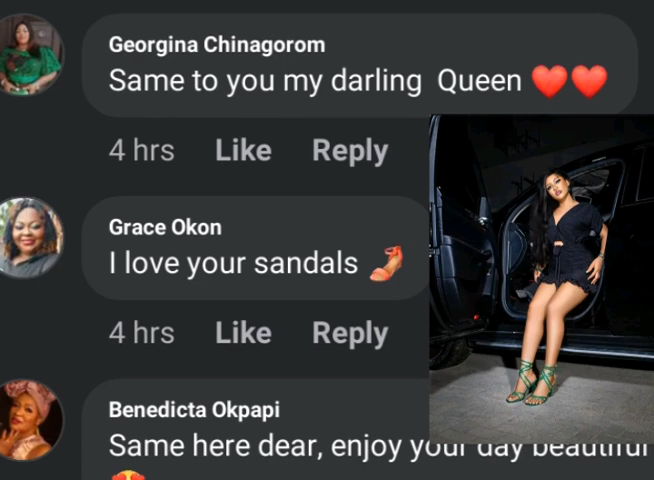 Georgina Chinagorom
Same to you my darling Queen ❤️❤️
4 hrs Like Reply
Grace Okon
I love your sandals 👡
4 hrs Like Reply
Benedicta Okpapi
Same here dear, enjoy your day beautiful
😍